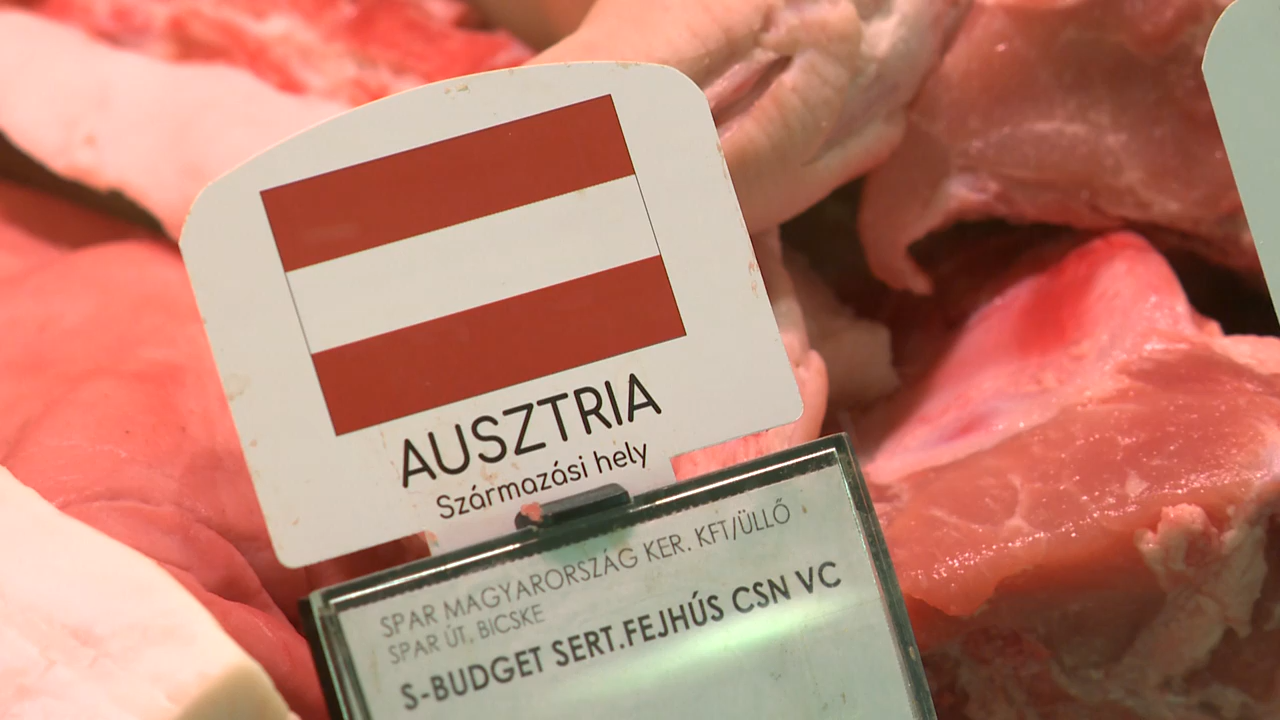 AUSZTRIA
Származási hely
SPAR MAGYARORSZÁG KER. KFT/ÜLLŐ
SPAR ÚT, BICSKE
S-BUDGET SERT.FEJHÚS CSN VC